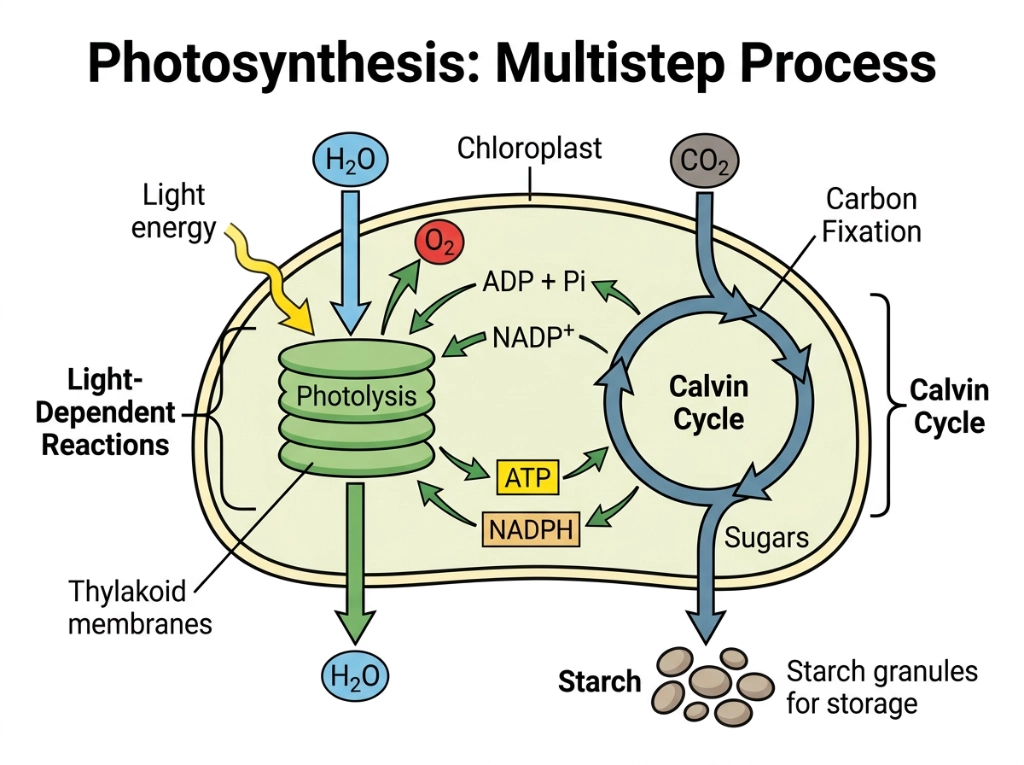 Photosynthesis: Multistep Process
H₂O
Chloroplast
CO₂
Light
energy
Carbon
Fixation
O₂
ADP + Pi
NADP⁺
Light-
Dependent
Reactions
Photolysis
Calvin
Cycle
Calvin
Cycle
ATP
NADPH
Sugars
Thylakoid
membranes
H₂O
Starch
Starch granules
for storage